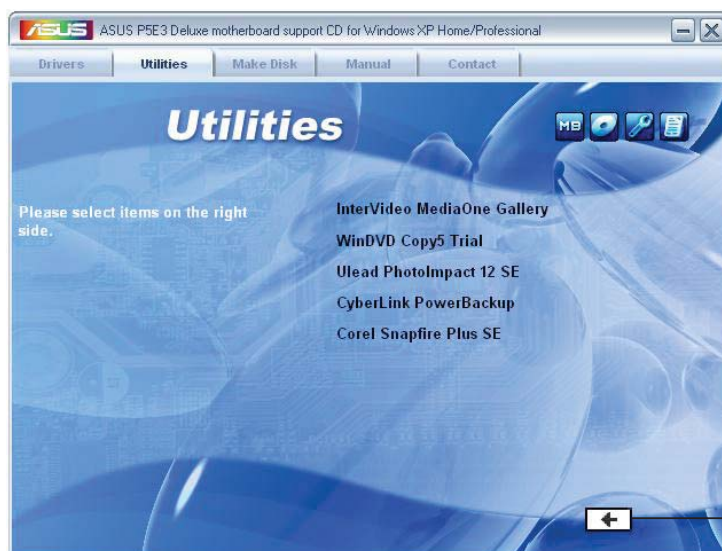 ASUS ASUS P5E3 Deluxe motherboard support CD for Windows XP Home/Professional
Drivers Utilities Make Disk Manual Contact
Utilities
MB
Please select items on the right
side.
InterVideo MediaOne Gallery
WinDVD Copy5 Trial
Ulead PhotoImpact 12 SE
CyberLink PowerBackup
Corel Snapfire Plus SE